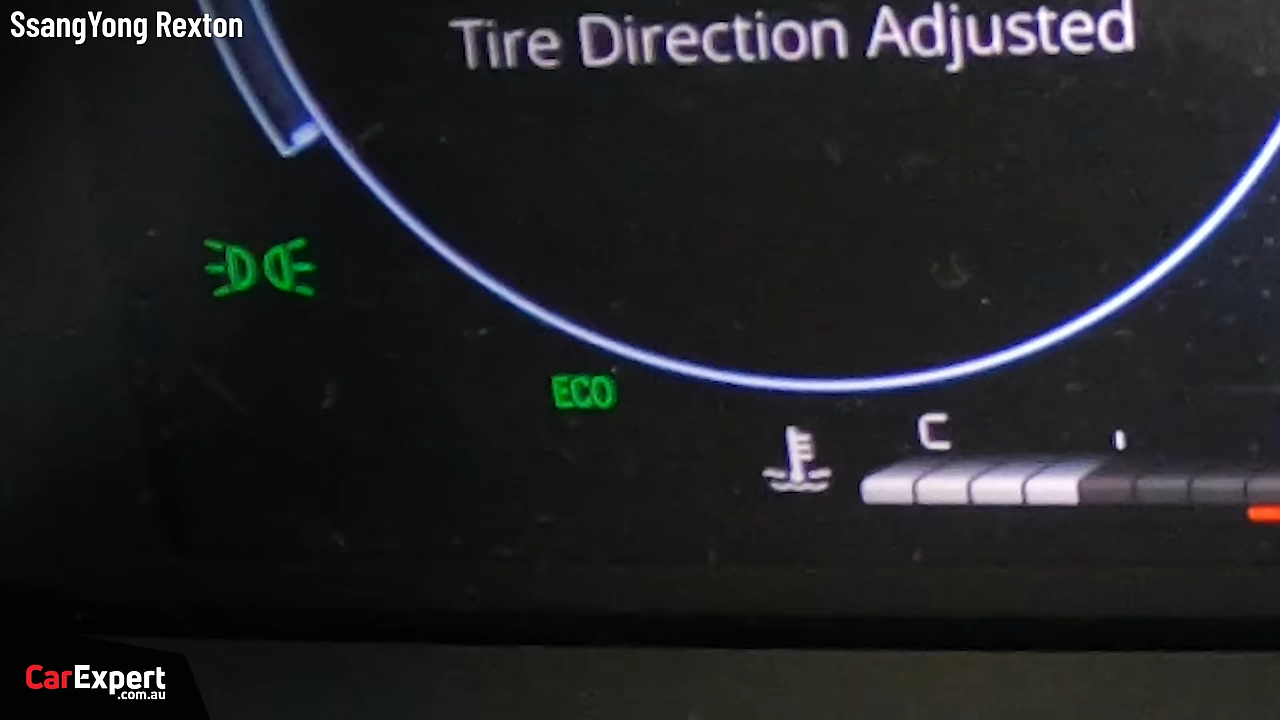 SsangYong Rexton
Tire Direction Adjusted
ECO
C
CarExpert
.com.au